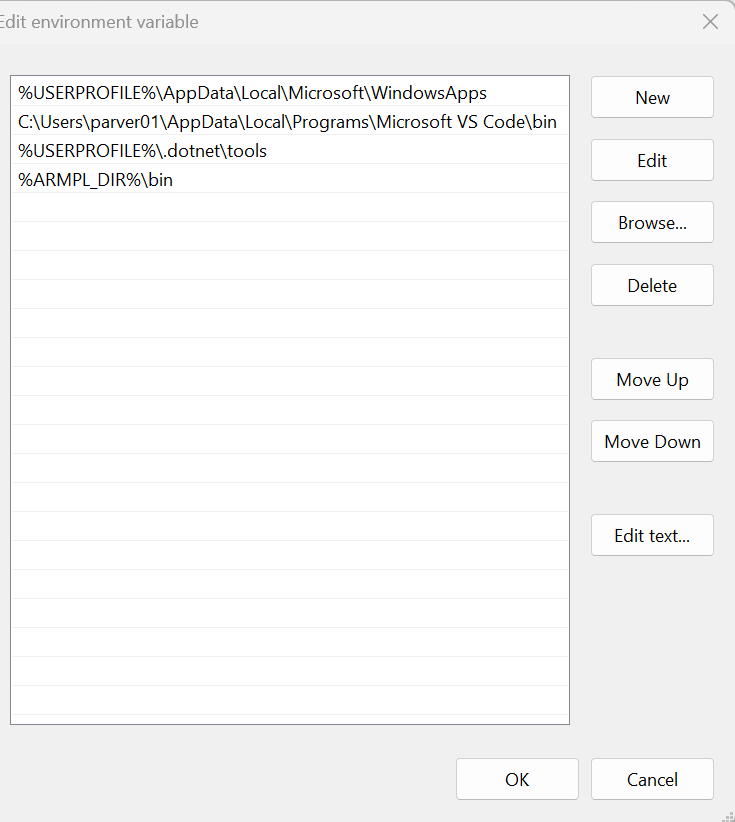 Edit environment variable
%USERPROFILE%\AppData\Local\Microsoft\WindowsApps
C:\Users\parver01\AppData\Local\Programs\Microsoft VS Code\bin
%USERPROFILE%\.dotnet\tools
%ARMPL_DIR%\bin
New
Edit
Browse...
Delete
Move Up
Move Down
Edit text...
OK
Cancel